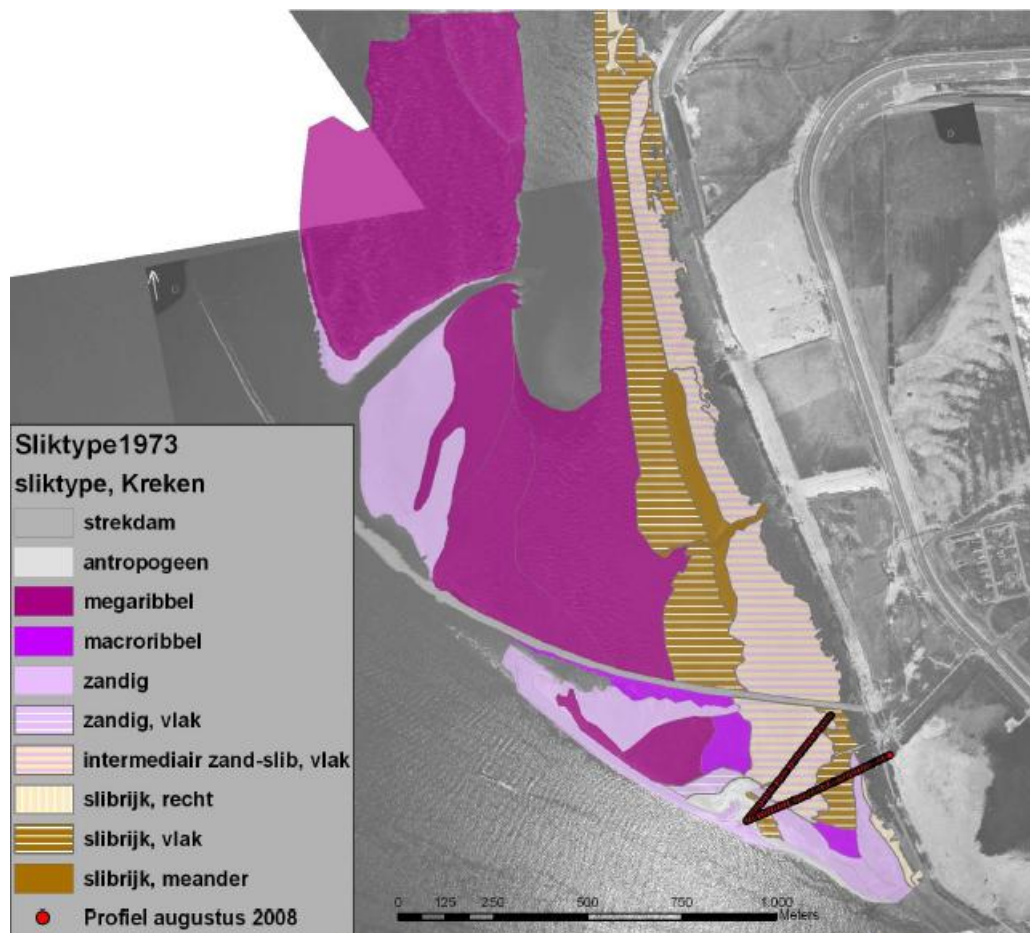 Sliktype1973
sliktype, Kreken
strekdam
antropogeen
megaribbel
macroribbel
zandig
zandig, vlak
intermediair zand-slib, vlak
slibrijk, recht
slibrijk, vlak
slibrijk, meander
Profiel augustus 2008
0 125 250 500 750 1.000
Meters